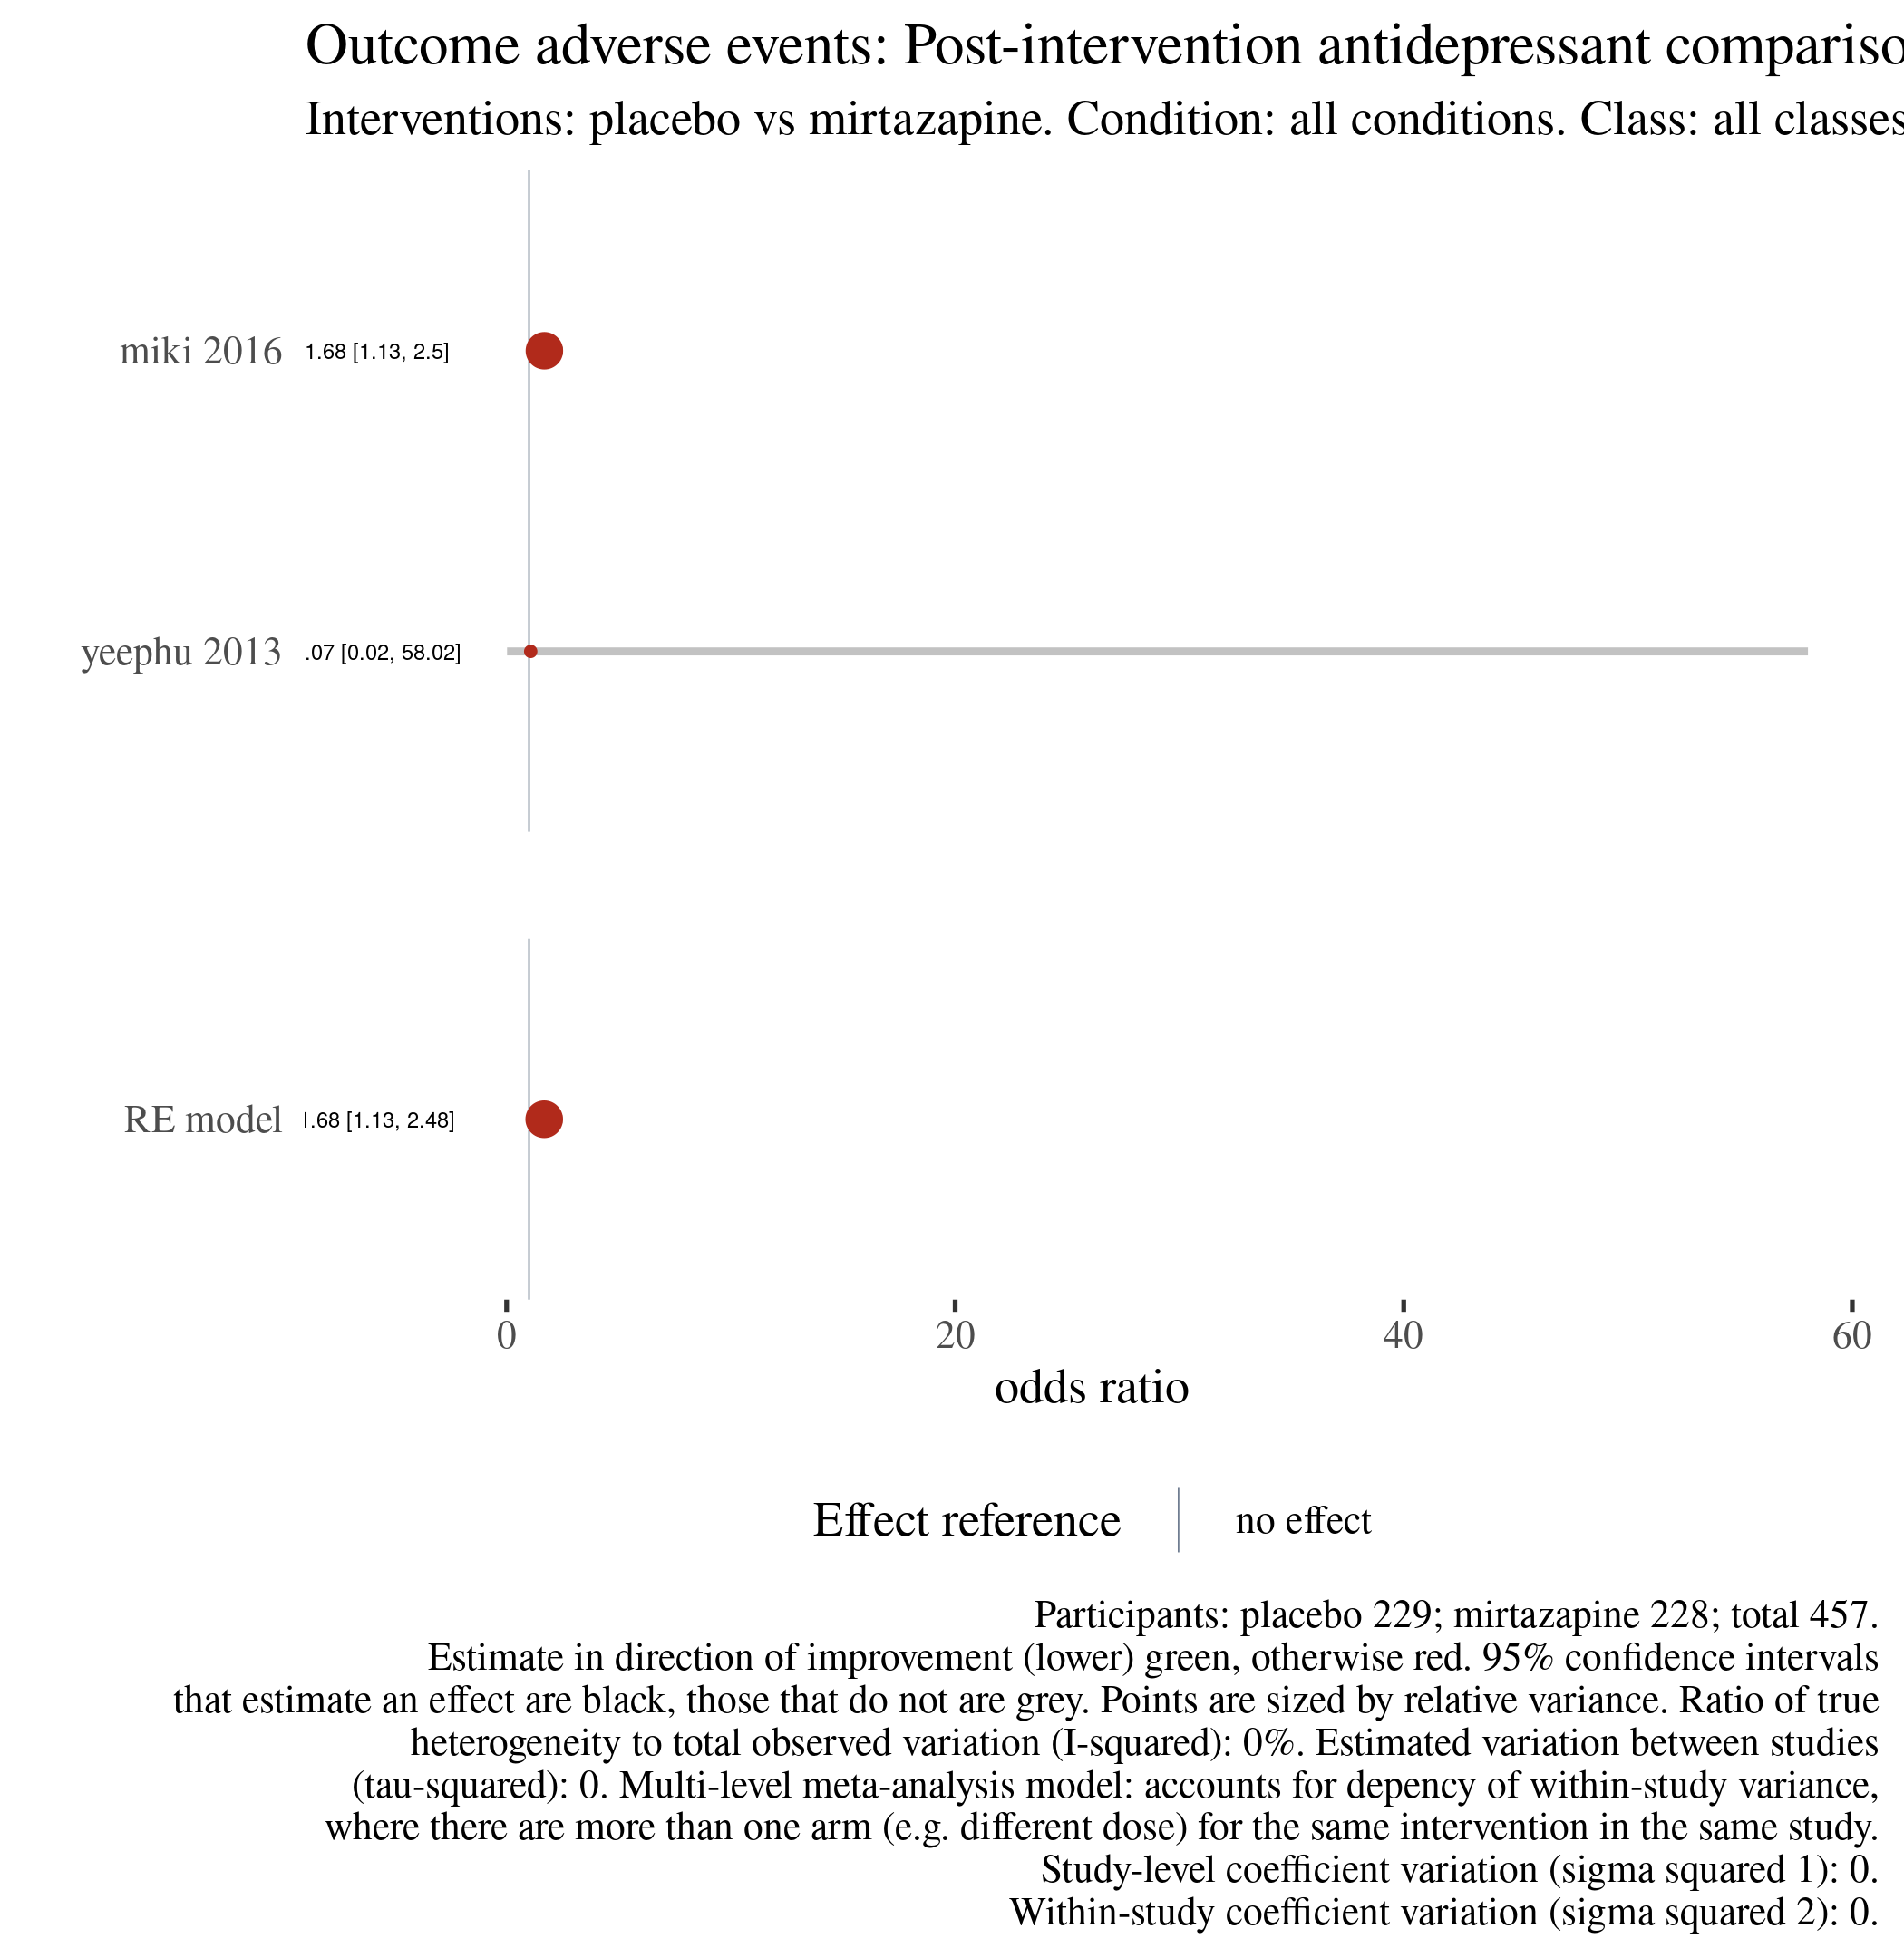 Outcome adverse events: Post-intervention antidepressant compariso
Interventions: placebo vs mirtazapine. Condition: all conditions. Class: all classes
miki 2016 1.68 [1.13, 2.5]
yeephu 2013 .07 [0.02, 58.02]
RE model .68 [1.13, 2.48]
0 20 40 60
odds ratio
Effect reference no effect
Participants: placebo 229; mirtazapine 228; total 457.
Estimate in direction of improvement (lower) green, otherwise red. 95% confidence intervals
that estimate an effect are black, those that do not are grey. Points are sized by relative variance. Ratio of true
heterogeneity to total observed variation (I-squared): 0%. Estimated variation between studies
(tau-squared): 0. Multi-level meta-analysis model: accounts for depency of within-study variance,
where there are more than one arm (e.g. different dose) for the same intervention in the same study.
Study-level coefficient variation (sigma squared 1): 0.
Within-study coefficient variation (sigma squared 2): 0.